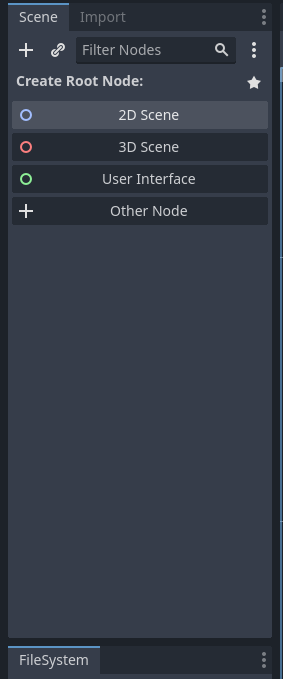 Scene Import
Filter Nodes
Create Root Node:
2D Scene
3D Scene
User Interface
Other Node
FileSystem